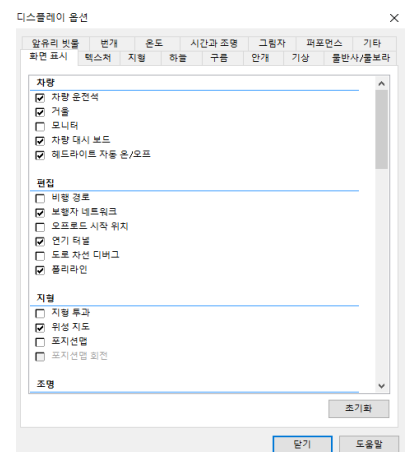 디스플레이 옵션
앞유리 빗물 번개 온도 시간과 조명 그림자 퍼포먼스 기타
화면 표시 텍스처 지형 하늘 구름 안개 기상 풀반사/물보라
차량
차량 운전석
거울
모니터
차량 대시 보드
헤드라이트 자동 온/오프
편집
비행 경로
보행자 네트워크
오프로드 시작 위치
연기 터널
도로 차선 디버그
폴리라인
지형
지형 투과
위성 지도
포지션맵
포지션맵 회전
조명
초기화
닫기 도움말